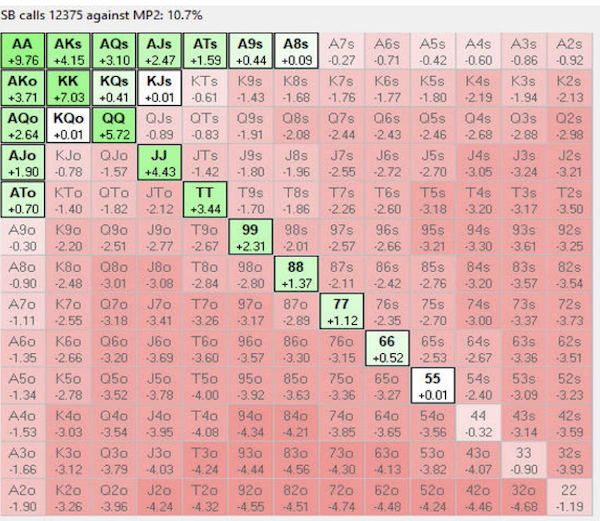 SB calls 12375 against MP2: 10.7%
AA AKs AQs AJs ATs A9s A8s A7s A6s A5s A4s A3s A2s
+9.76 +4.15 +3.10 +2.47 +1.59 +0.44 +0.09 -0.27 -0.71 -0.42 -0.60 -0.86 -0.92
AKo KK KQs KJs KTs K9s K8s K7s K6s K5s K4s K3s K2s
+3.71 +7.03 +0.41 +0.01 -0.61 -1.43 -1.68 -1.76 -1.77 -1.80 -2.19 -1.94 -2.13
AQo KQo QQ QJs QTs Q9s Q8s Q7s Q6s Q5s Q4s Q3s Q2s
+2.64 +0.01 +5.72 -0.89 -0.83 -1.91 -2.08 -2.44 -2.43 -2.46 -2.68 -2.88 -2.98
AJo KJo QJo JJ JTs J9s J8s J7s J6s J5s J4s J3s J2s
+1.90 -0.78 -1.57 +4.43 -1.42 -1.80 -1.96 -2.55 -2.72 -2.70 -3.05 -3.24 -3.21
ATo KTo QTo JTo TT T9s T8s T7s T6s T5s T4s T3s T2s
+0.70 -1.40 -1.82 -2.12 +3.44 -1.70 -1.86 -2.26 -2.60 -3.18 -3.20 -3.17 -3.50
A9o K9o Q9o J9o T9o 99 98s 97s 96s 95s 94s 93s 92s
-0.30 -2.20 -2.51 -2.77 -2.67 +2.31 -2.01 -2.57 -2.66 -3.21 -3.30 -3.61 -3.25
A8o K8o Q8o J8o T8o 98o 88 87s 86s 85s 84s 83s 82s
-0.90 -2.48 -3.01 -3.08 -2.84 -2.80 +1.37 -2.11 -2.42 -2.76 -3.20 -3.57 -3.54
A7o K7o Q7o J7o T7o 97o 87o 77 76s 75s 74s 73s 72s
-1.11 -2.55 -3.18 -3.41 -3.26 -3.17 -2.89 +1.12 -2.35 -2.70 -3.00 -3.37 -3.73
A6o K6o Q6o J6o T6o 96o 86o 76o 66 65s 64s 63s 62s
-1.35 -2.66 -3.20 -3.69 -3.60 -3.57 -3.30 -3.15 +0.52 -2.53 -2.67 -3.36 -3.51
A5o K5o Q5o J5o T5o 95o 85o 75o 65o 55 54s 53s 52s
-1.34 -2.78 -3.52 -3.78 -4.00 -3.92 -3.63 -3.36 -3.27 +0.01 -2.40 -3.09 -3.23
A4o K4o Q4o J4o T4o 94o 84o 74o 64o 54o 44 43s 42s
-1.53 -3.03 -3.54 -3.95 -4.08 -4.34 -4.21 -3.85 -3.65 -3.56 -0.32 -3.14 -3.59
A3o K3o Q3o J3o T3o 93o 83o 73o 63o 53o 43o 33 32s
-1.66 -3.12 -3.79 -4.03 -4.24 -4.44 -4.56 -4.30 -4.13 -3.82 -4.07 -0.90 -3.93
A2o K2o Q2o J2o T2o 92o 82o 72o 62o 52o 42o 32o 22
-1.90 -3.26 -3.96 -4.24 -4.32 -4.55 -4.51 -4.74 -4.48 -4.24 -4.46 -4.68 -1.19